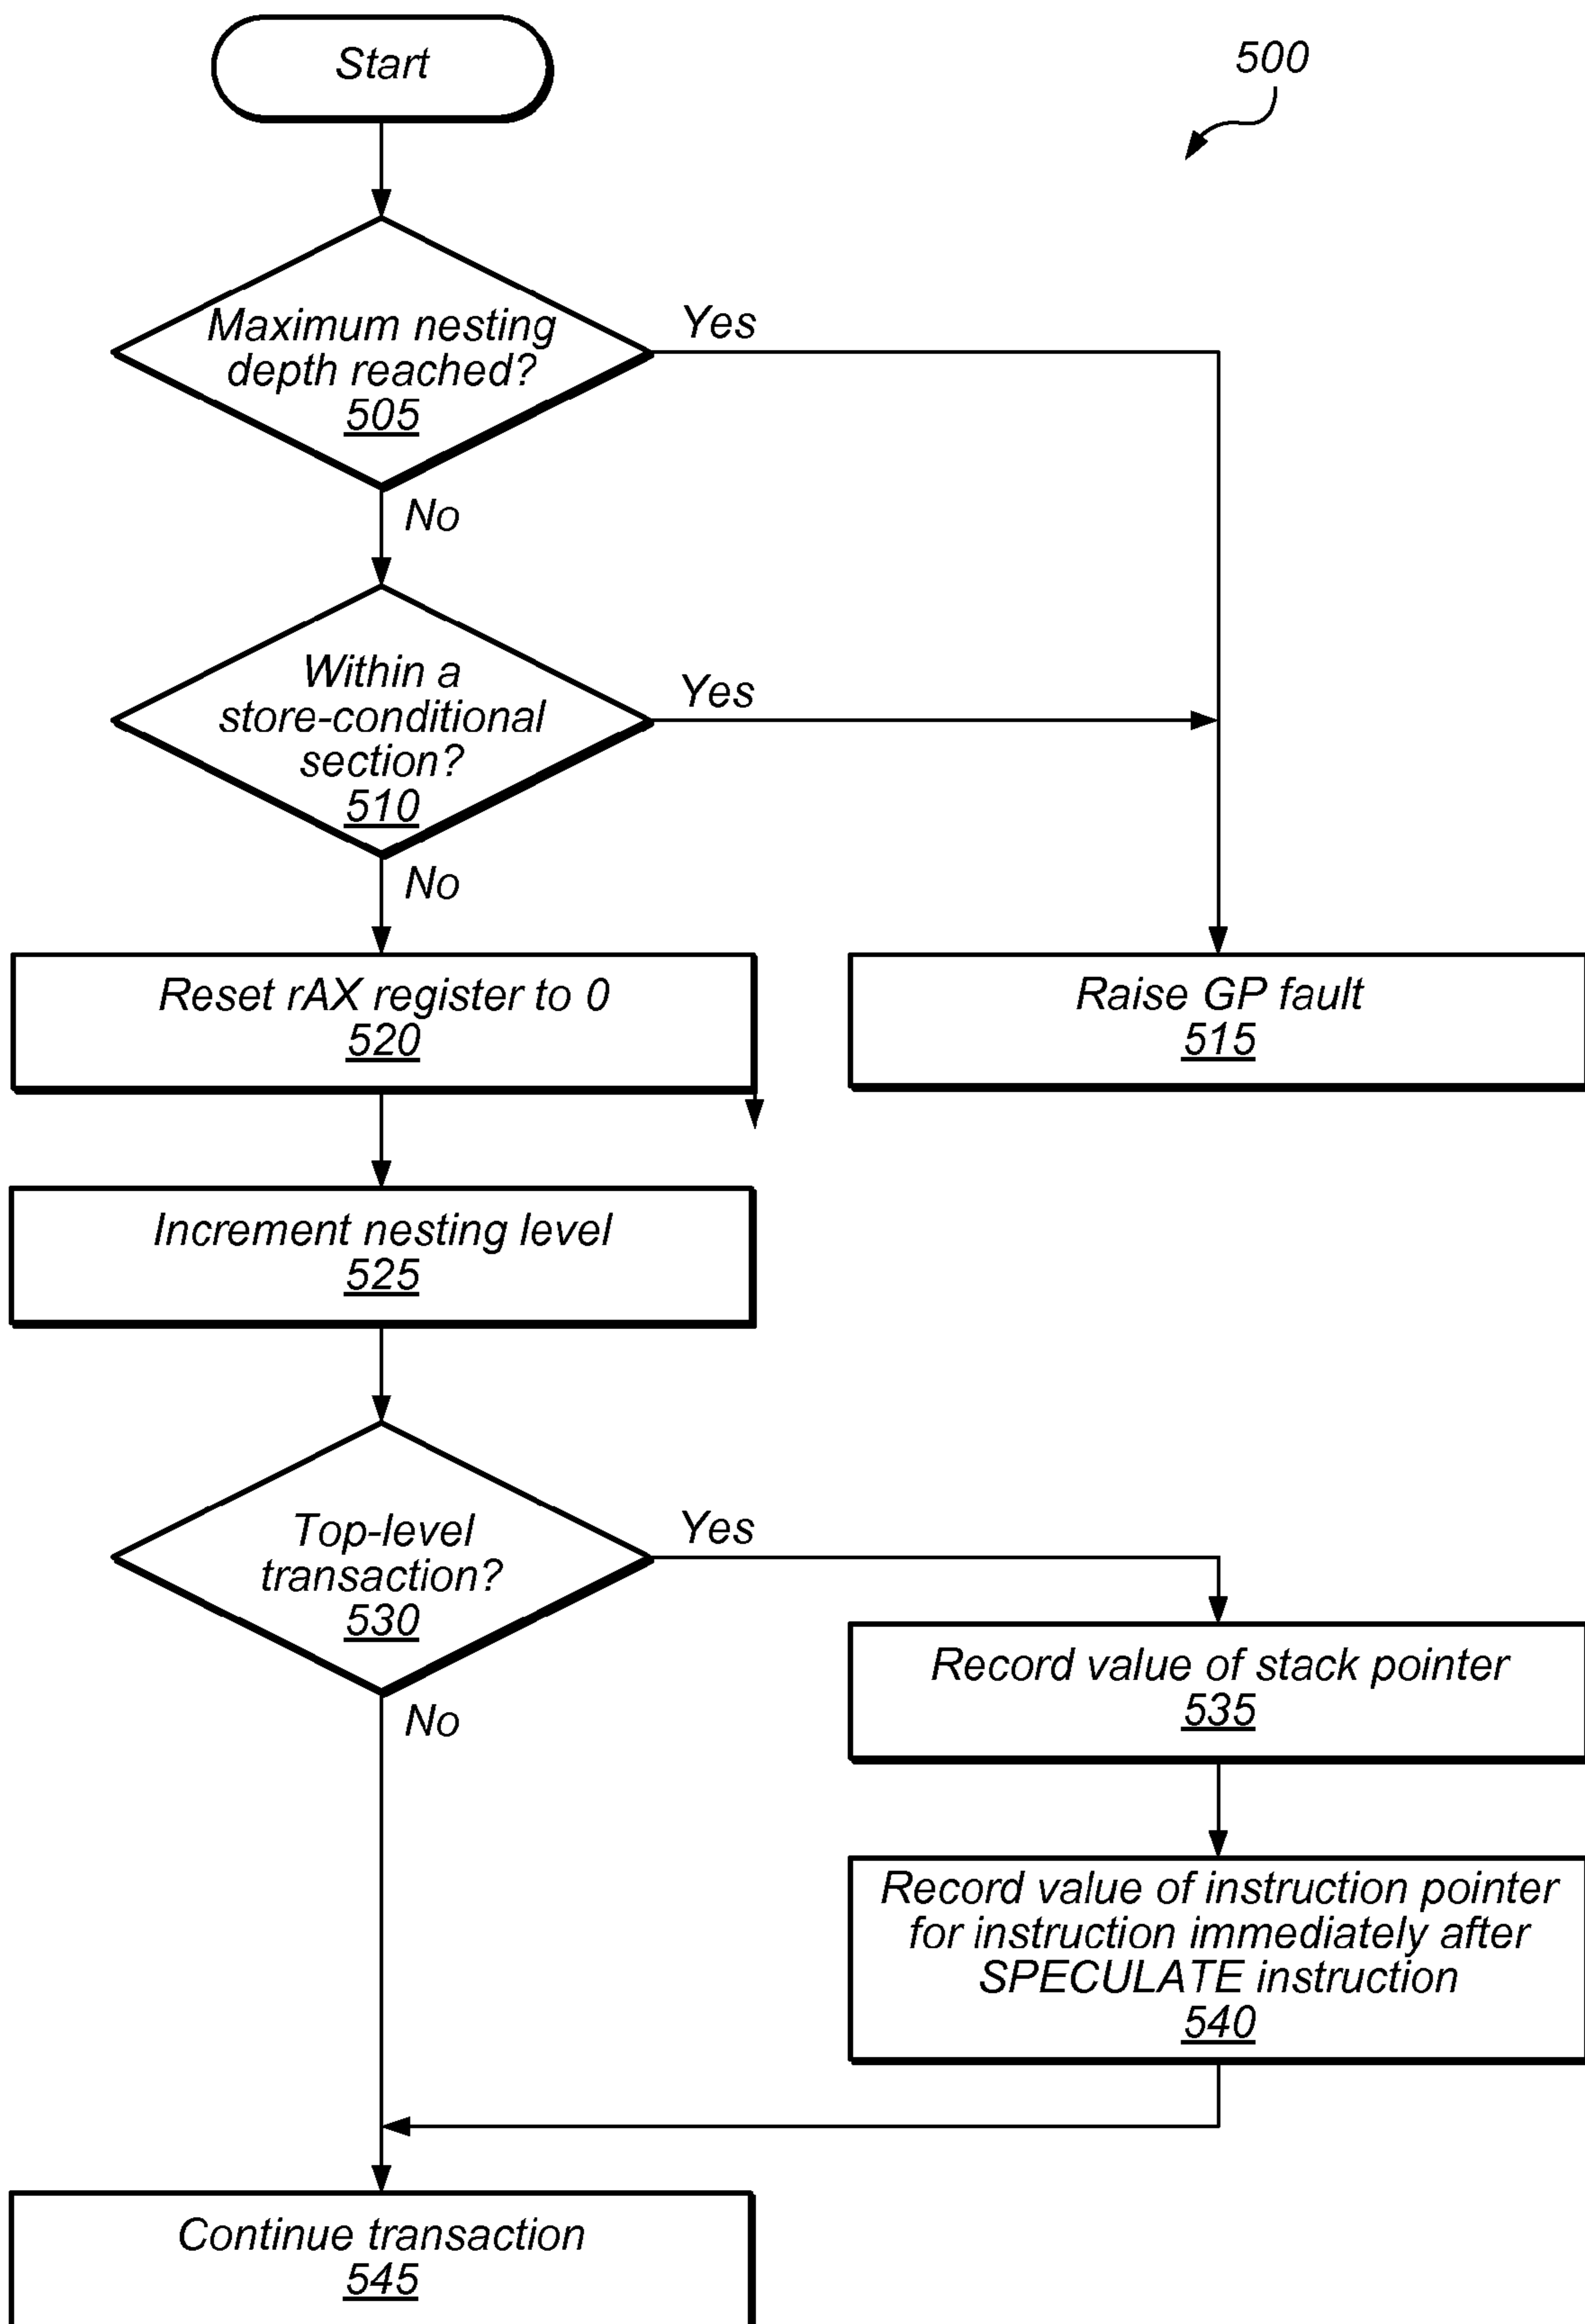 Start
500
Maximum nesting
depth reached?
505
Yes
No
Within a
store-conditional
section?
510
Yes
No
Reset rAX register to 0
520
Raise GP fault
515
Increment nesting level
525
Top-level
transaction?
530
Yes
No
Record value of stack pointer
535
Record value of instruction pointer
for instruction immediately after
SPECULATE instruction
540
Continue transaction
545